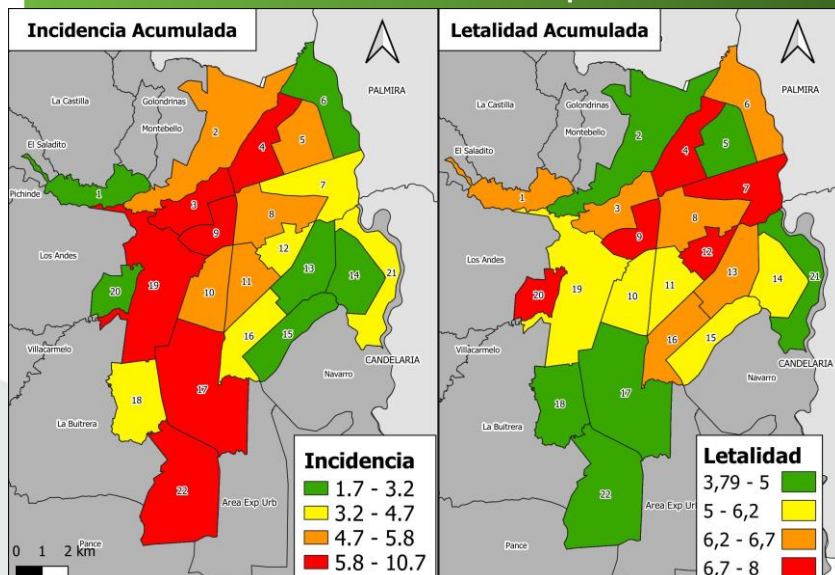 Incidencia Acumulada
PALMIRA
La Castilla
Golondrinas
Montebello
El Saladito
Pichinde
Los Andes
Villacarmelo
La Buitrera
Pance
Navarro
CANDELARIA
Area Exp Urb
1
2
3
4
5
6
7
8
9
10
11
12
13
14
15
16
17
18
19
20
21
22
Incidencia
1.7 - 3.2
3.2 - 4.7
4.7 - 5.8
5.8 - 10.7
0 1 2 km
Letalidad Acumulada
PALMIRA
La Castilla
Golondrinas
Montebello
El Saladito
Pichinde
Los Andes
Villacarmelo
La Buitrera
Pance
Navarro
CANDELARIA
Area Exp Url
1
2
3
4
5
6
7
8
9
10
11
12
13
14
15
16
17
18
19
20
21
22
Letalidad
3,79 - 5
5 - 6,2
6,2 - 6,7
6,7 - 8